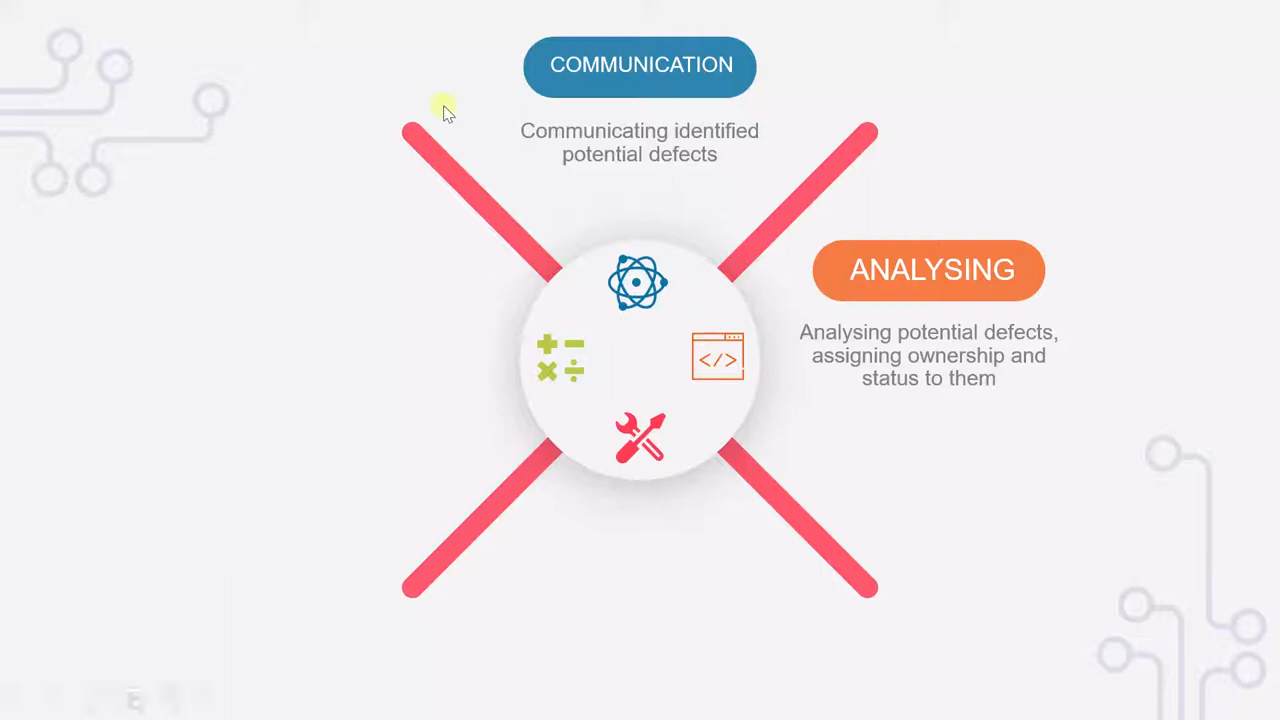 COMMUNICATION
Communicating identified
potential defects
ANALYSING
Analysing potential defects,
assigning ownership and
status to them